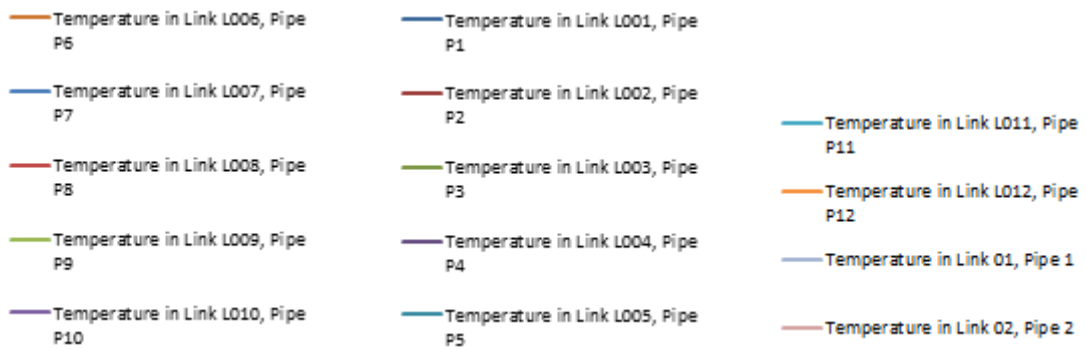 Temperature in Link L006, Pipe
P6
Temperature in Link L007, Pipe
P7
Temperature in Link L008, Pipe
P8
Temperature in Link L009, Pipe
P9
Temperature in Link L010, Pipe
P10
Temperature in Link L001, Pipe
P1
Temperature in Link L002, Pipe
P2
Temperature in Link L003, Pipe
P3
Temperature in Link L004, Pipe
P4
Temperature in Link L005, Pipe
P5
Temperature in Link L011, Pipe
P11
Temperature in Link L012, Pipe
P12
Temperature in Link 01, Pipe 1
Temperature in Link 02, Pipe 2